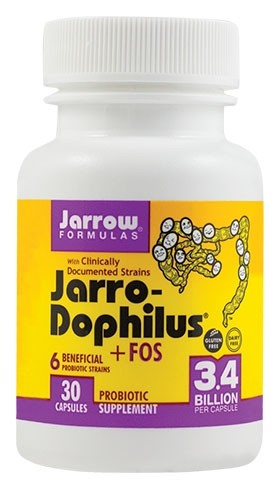 Jarrow
FORMULAS
®
With Clinically
Documented Strains
Jarro-
Dophilus®
+ FOS
6 BENEFICIAL
PROBIOTIC STRAINS
GLUTEN
FREE
DAIRY
FREE
30
CAPSULES
PROBIOTIC
SUPPLEMENT
3.4
BILLION
PER CAPSULE